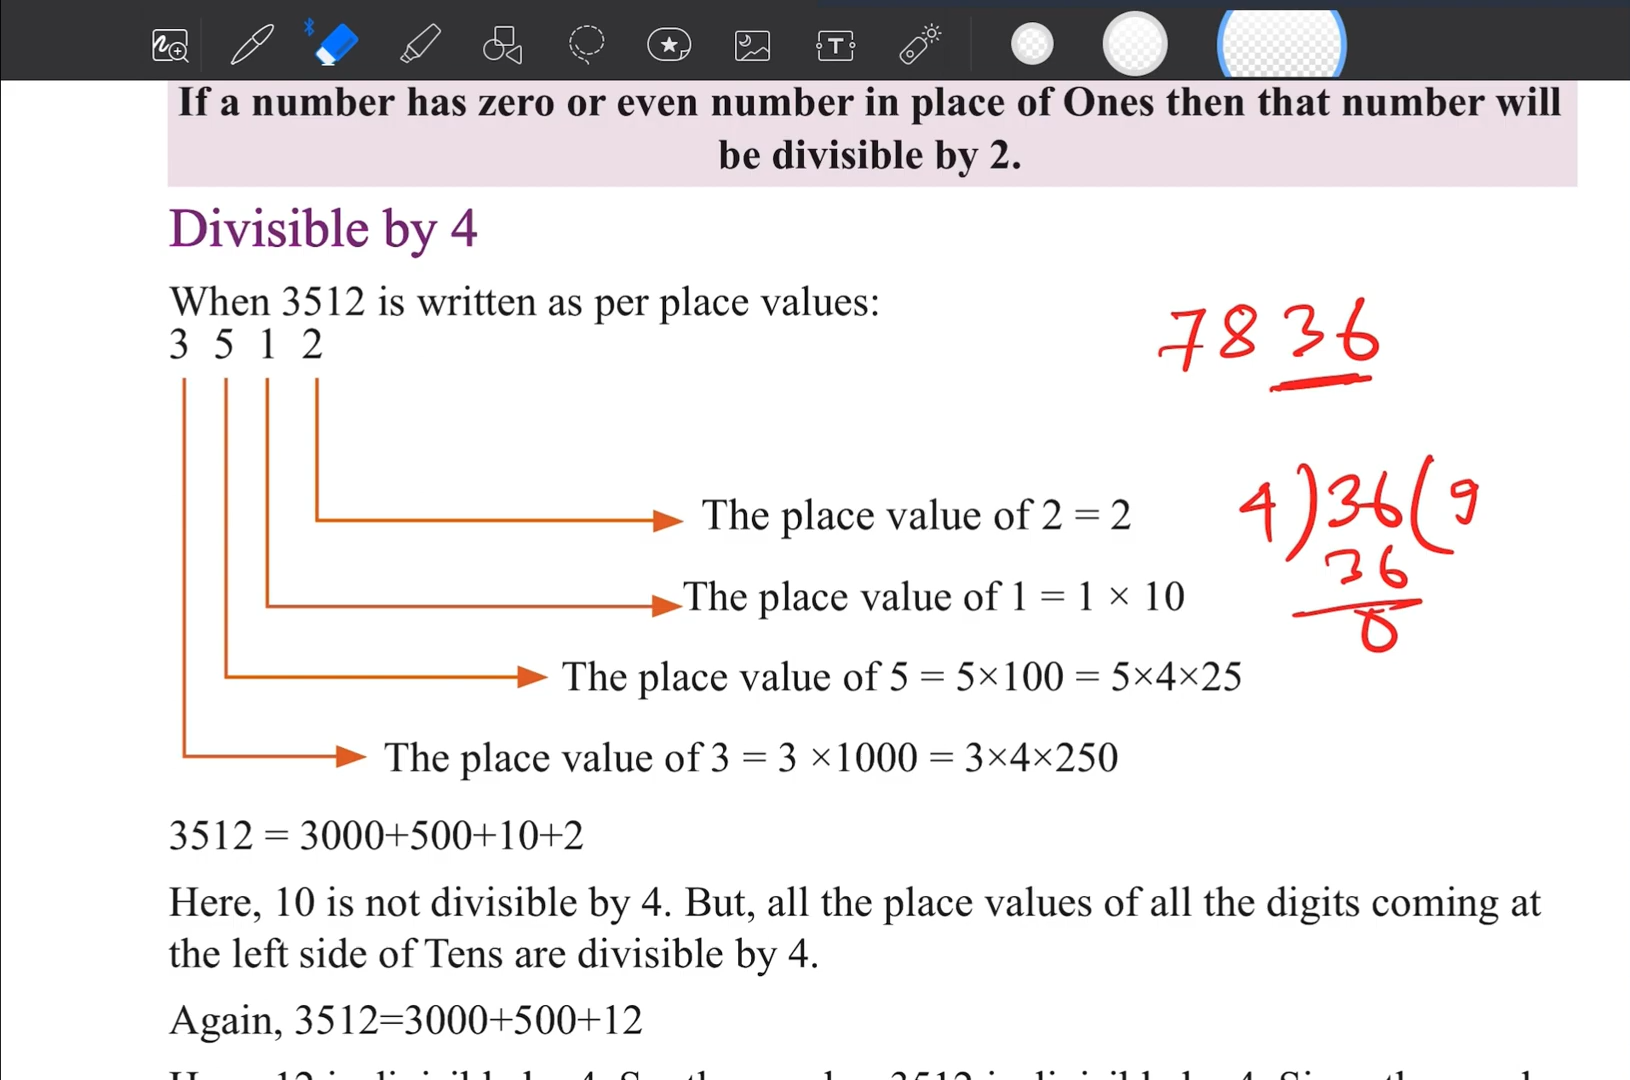 If a number has zero or even number in place of Ones then that number will
be divisible by 2.
Divisible by 4
When 3512 is written as per place values:
3 5 1 2
7836
The place value of 2 = 2
4)36(9
36
0
The place value of 1 = 1 × 10
The place value of 5 = 5×100 = 5×4×25
The place value of 3 = 3 ×1000 = 3×4×250
3512 = 3000+500+10+2
Here, 10 is not divisible by 4. But, all the place values of all the digits coming at
the left side of Tens are divisible by 4.
Again, 3512=3000+500+12